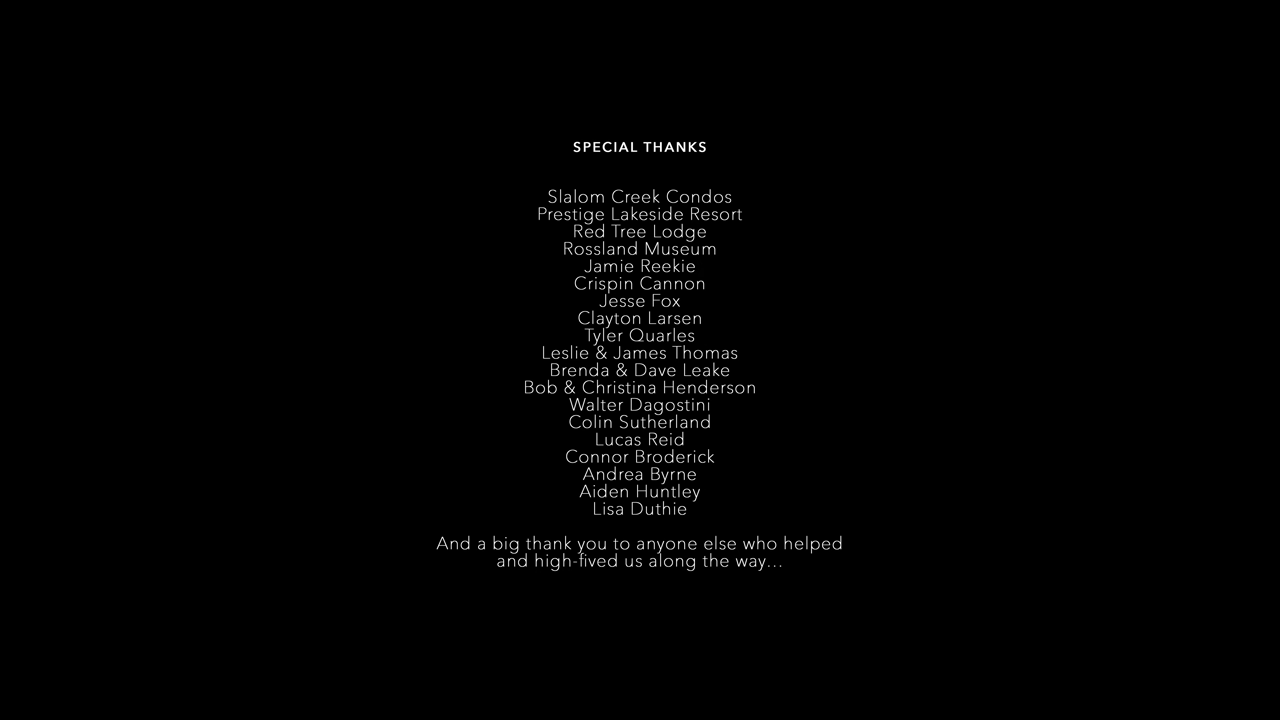 SPECIAL THANKS
Slalom Creek Condos
Prestige Lakeside Resort
Red Tree Lodge
Rossland Museum
Jamie Reekie
Crispin Cannon
Jesse Fox
Clayton Larsen
Tyler Quarles
Leslie & James Thomas
Brenda & Dave Leake
Bob & Christina Henderson
Walter Dagostini
Colin Sutherland
Lucas Reid
Connor Broderick
Andrea Byrne
Aiden Huntley
Lisa Duthie
And a big thank you to anyone else who helped
and high-fived us along the way...